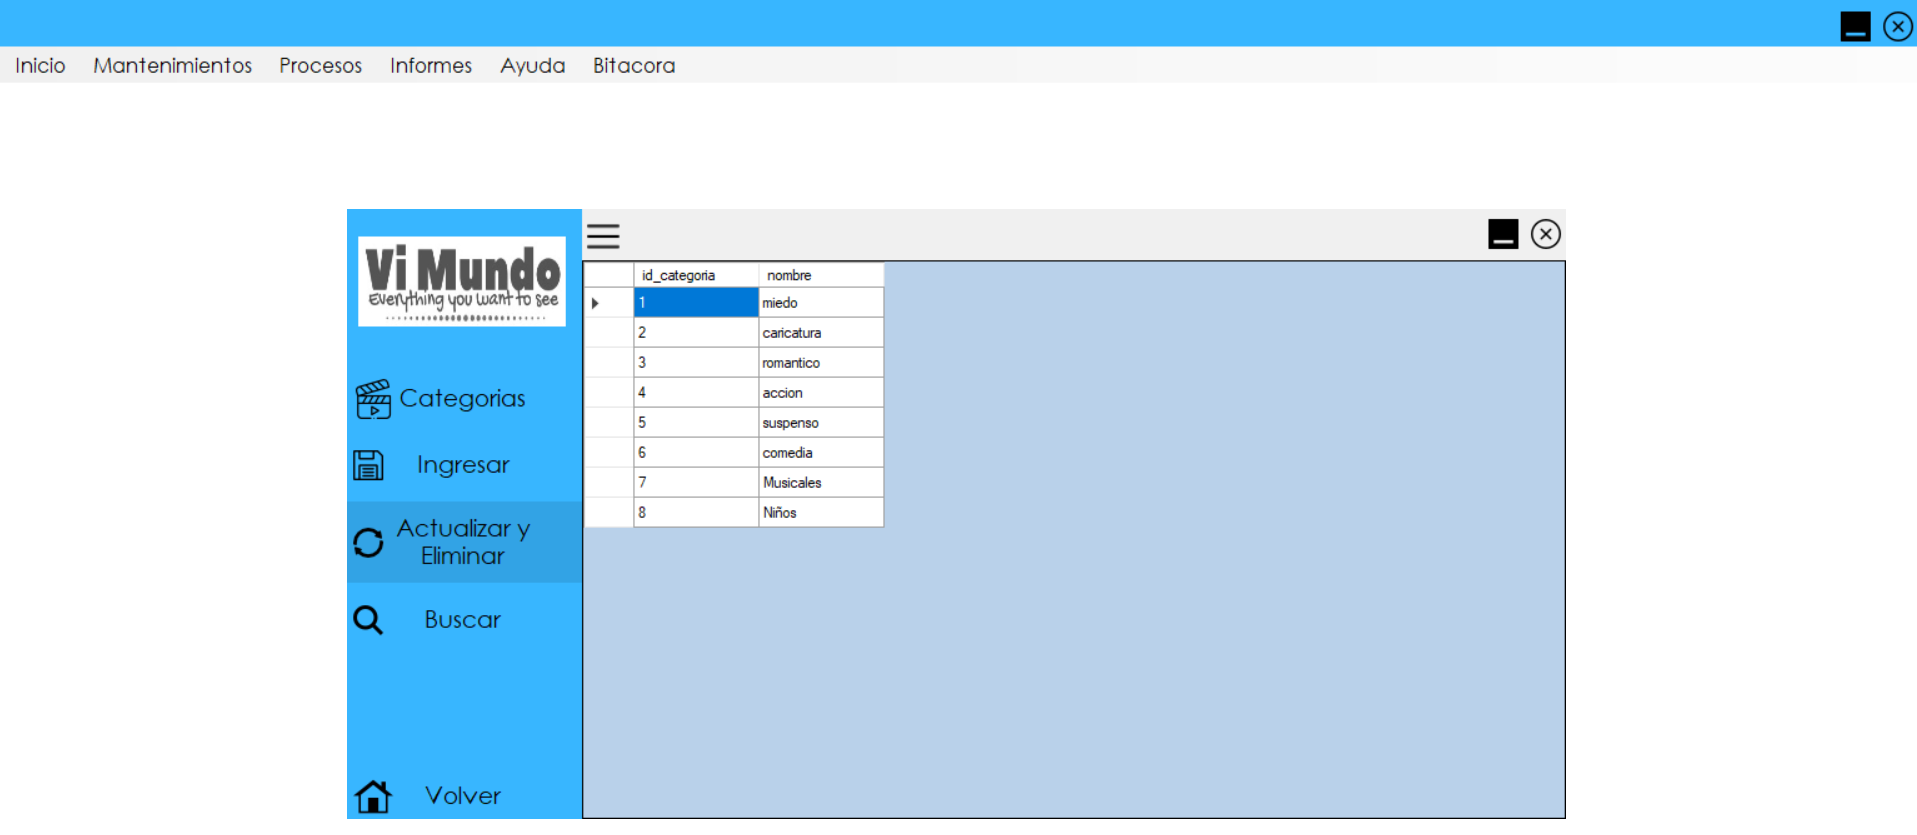 Inicio Mantenimientos Procesos Informes Ayuda Bitacora
Vi Mundo
Everything you want to see
Categorias
Ingresar
Actualizar y
Eliminar
Buscar
Volver
id_categoria nombre
1 miedo
2 caricatura
3 romantico
4 accion
5 suspenso
6 comedia
7 Musicales
8 Niños